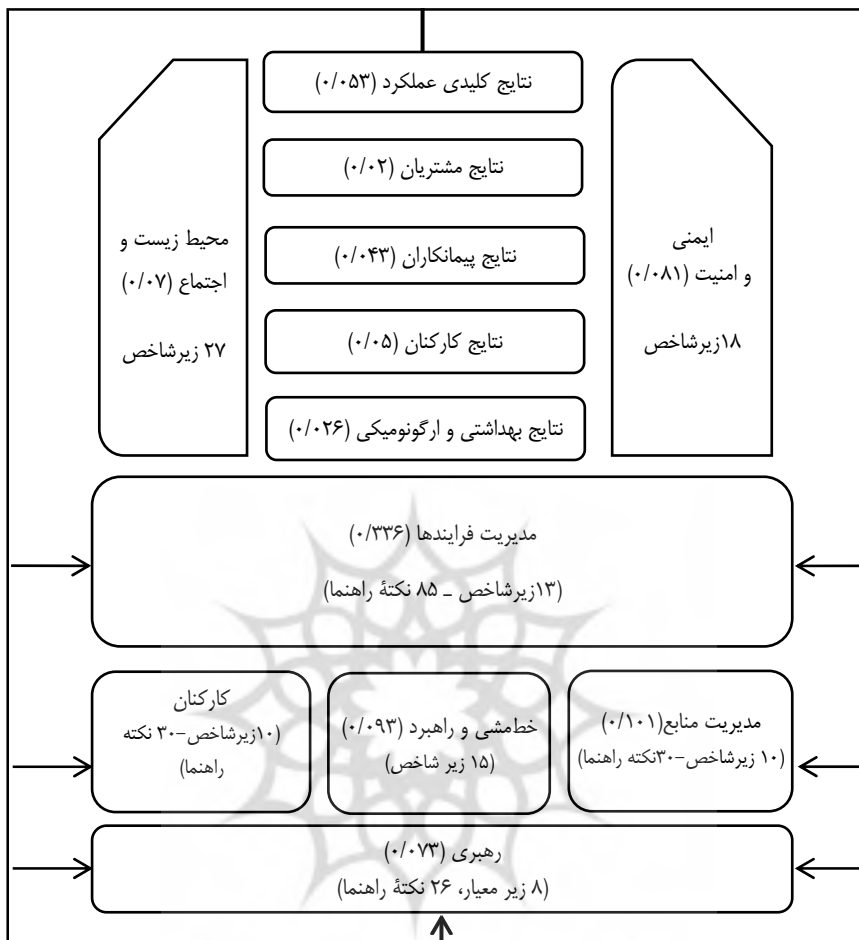 نتایج کلیدی عملکرد (۰/۰۵۳)
نتایج مشتریان (۰/۰۲)
نتایج پیمانکاران (۰/۰۴۳)
نتایج کارکنان (۰/۰۵)
نتایج بهداشتی و ارگونومیکی (۰/۰۲۶)
ایمنی
و امنیت (۰/۰۸۱)
۱۸زیرشاخص
محیط زیست و
اجتماع (۰/۰۷)
۲۷ زیرشاخص
مدیریت فرایندها (۰/۳۳۶)
(۱۳زیرشاخص ـ ۸۵ نکتهٔ راهنما)
مدیریت منابع(۰/۱۰۱)
(۱۰ زیرشاخص-۳۰نکته راهنما)
خط‌مشی و راهبرد (۰/۰۹۳)
(۱۵ زیر شاخص)
کارکنان
(۱۰زیرشاخص-۳۰ نکته
راهنما)
رهبری (۰/۰۷۳)
(۸ زیر معیار، ۲۶ نکتهٔ راهنما)